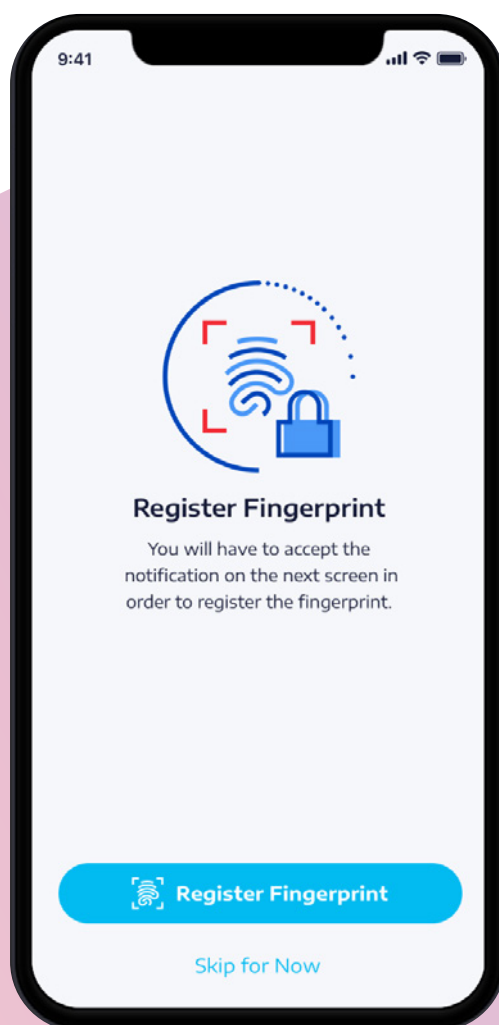 9:41
Register Fingerprint
You will have to accept the
notification on the next screen in
order to register the fingerprint.
Register Fingerprint
Skip for Now